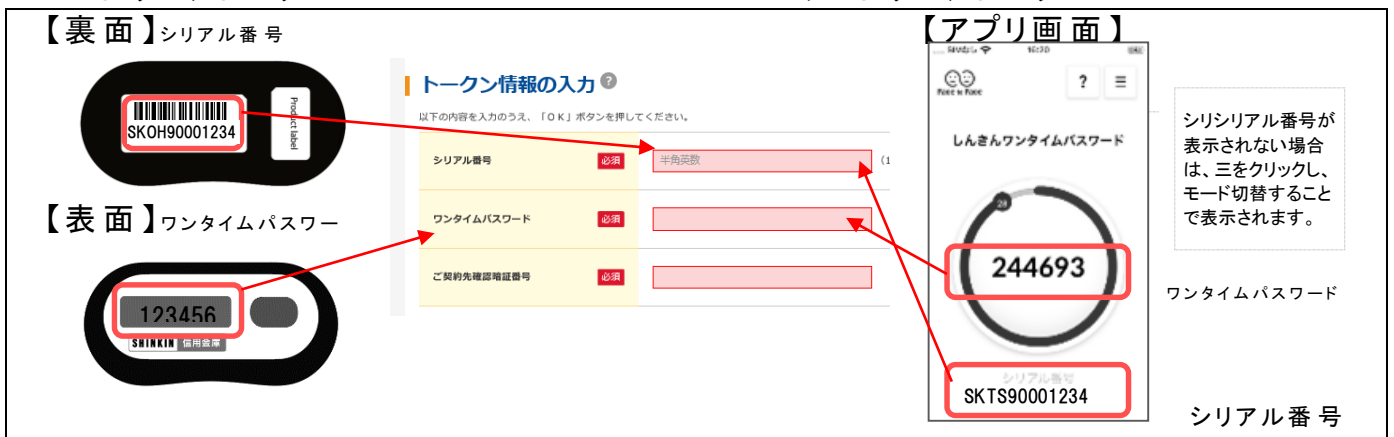 【裏面】シリアル番号
SKOH90001234
Product label
【表面】ワンタイムパスワー
123456
SHINKIN 信用金庫
トークン情報の入力 ?
以下の内容を入力のうえ、「OK」ボタンを押してください。
シリアル番号 必須 半角英数 (1
ワンタイムパスワード 必須
ご契約先確認暗証番号 必須
【アプリ画面】
16:20
Face to Face
? ≡
しんきんワンタイムパスワード
28
244693
シリアル番号
SKTS90001234
シリシリアル番号が
表示されない場合
は、三をクリックし、
モード切替すること
で表示されます。
ワンタイムパスワード
シリアル番号